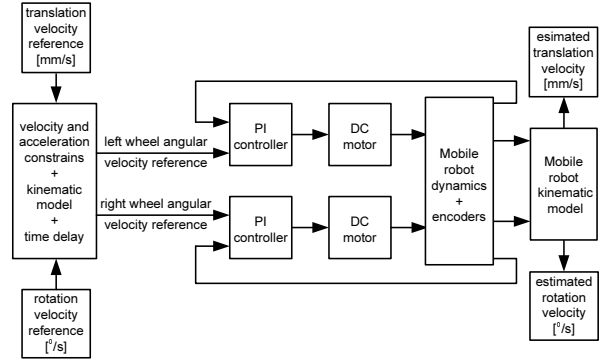 translation
velocity
reference
[mm/s]
velocity and
acceleration
constrains
+
kinematic
model
+
time delay
rotation
velocity
reference
[⁰/s]
left wheel angular
velocity reference
right wheel angular
velocity reference
PI
controller
DC
motor
PI
controller
DC
motor
Mobile
robot
dynamics
+
encoders
esimated
translation
velocity
[mm/s]
Mobile
robot
kinematic
model
estimated
rotation
velocity
[⁰/s]